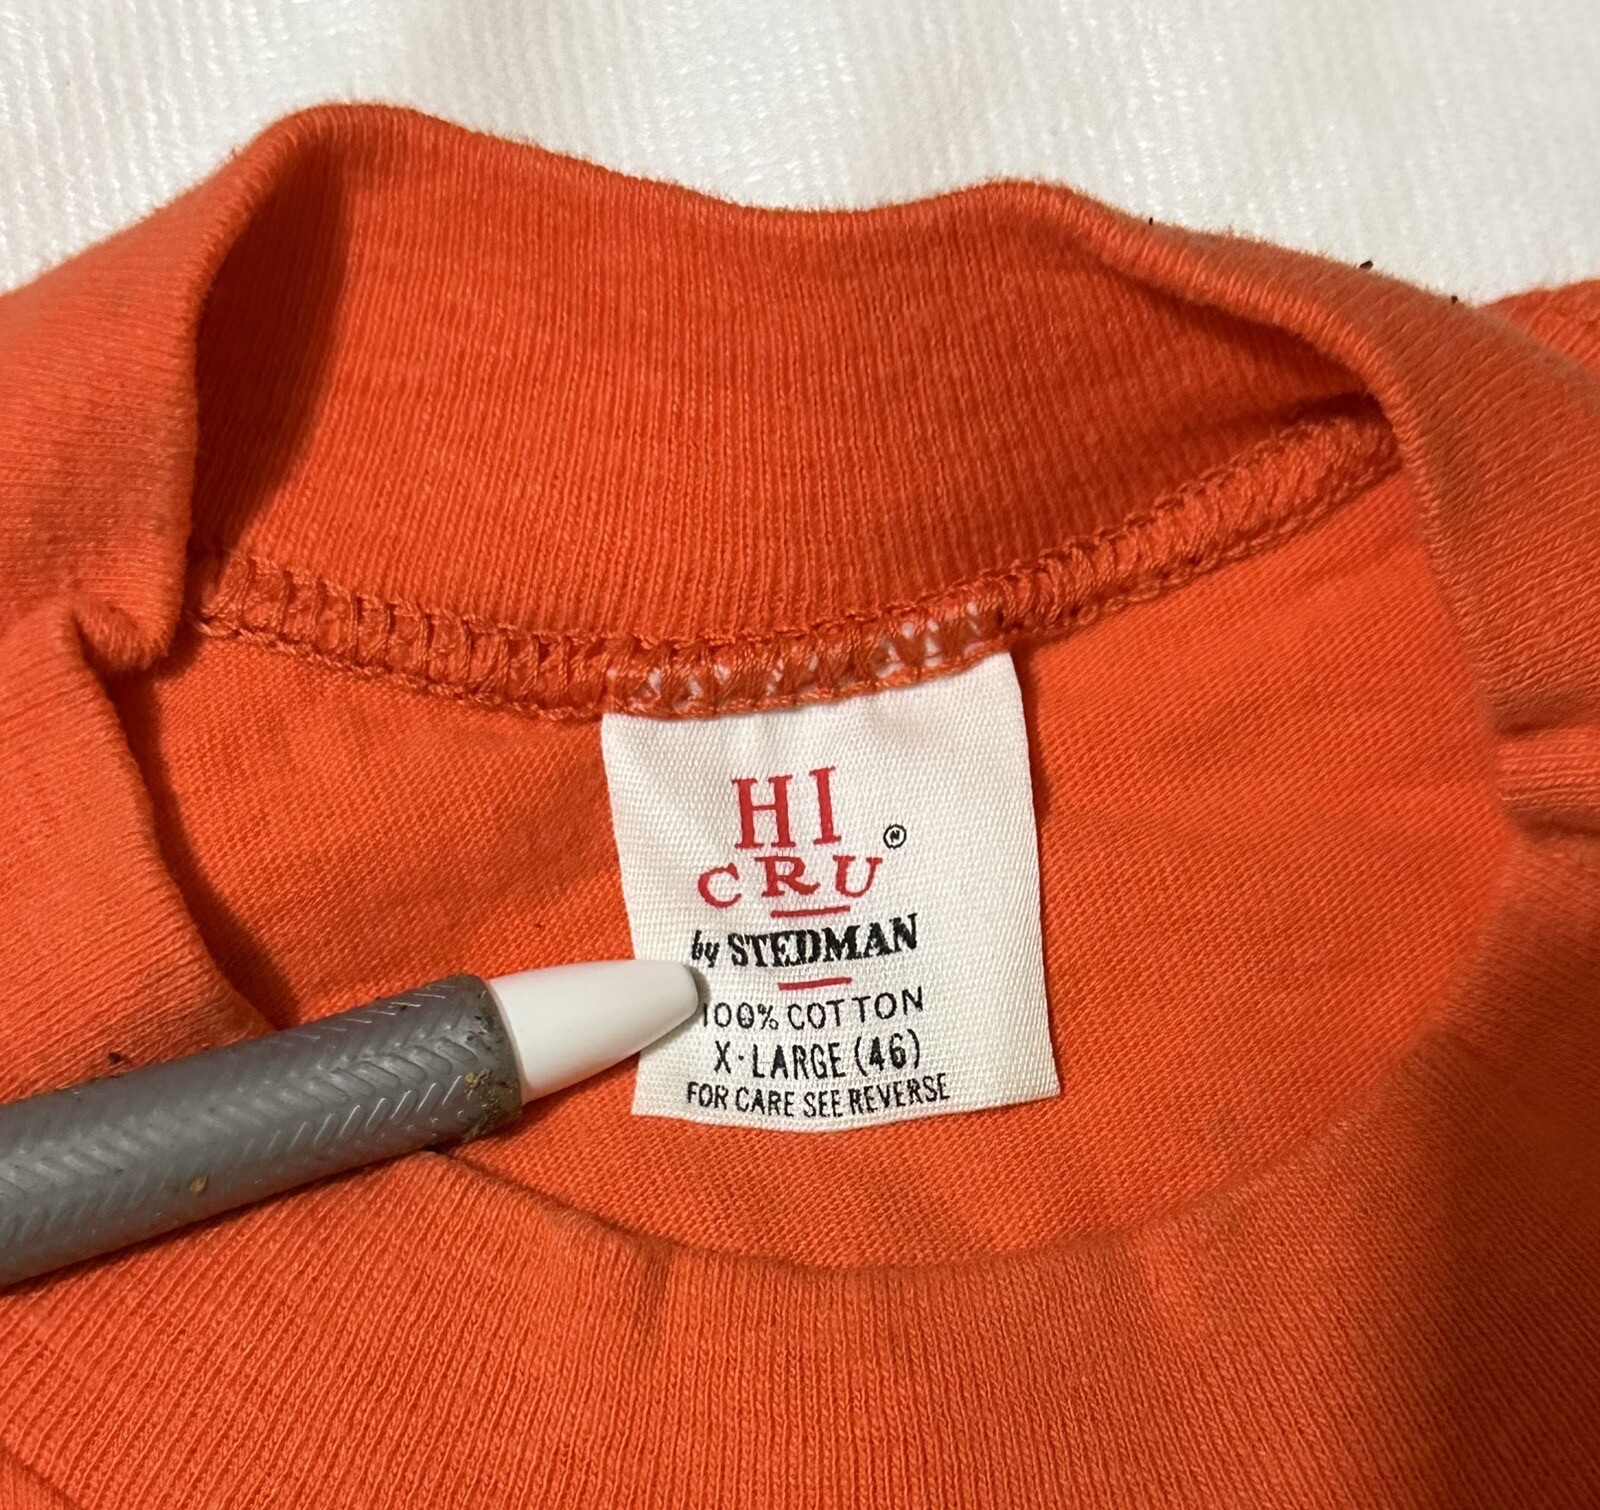 HI
CRU ®
by STEDMAN
100% COTTON
X-LARGE (46)
FOR CARE SEE REVERSE